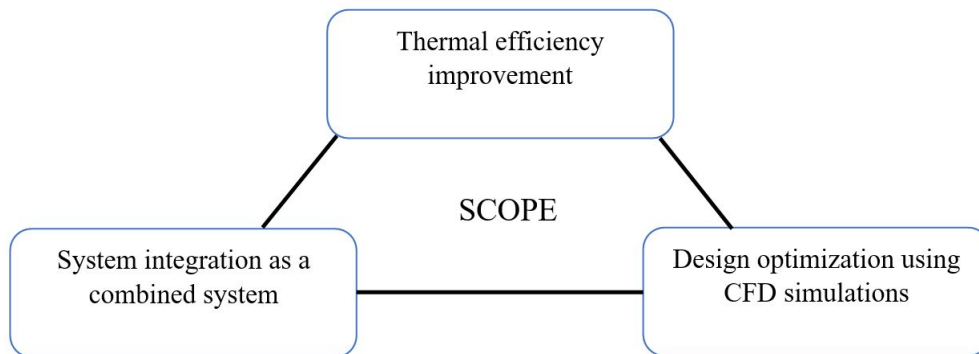 Thermal efficiency
improvement
SCOPE
System integration as a
combined system
Design optimization using
CFD simulations